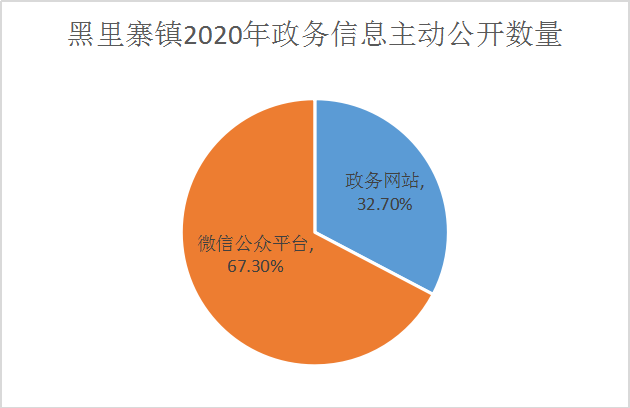 黑里寨镇2020年政务信息主动公开数量
政务网站,
32.70%
微信公众平台,
67.30%